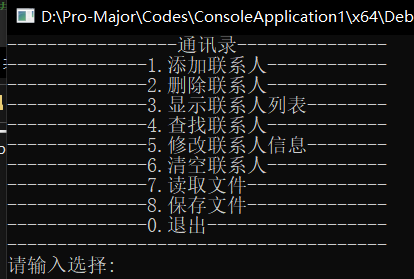 D:\Pro-Major\Codes\ConsoleApplication1\x64\Deb
-----------------通讯录---------------
--------------1.添加联系人------------
--------------2.删除联系人------------
--------------3.显示联系人列表--------
--------------4.查找联系人------------
--------------5.修改联系人信息--------
--------------6.清空联系人------------
--------------7.读取文件--------------
--------------8.保存文件--------------
--------------0.退出------------------
--------------------------------------
请输入选择: